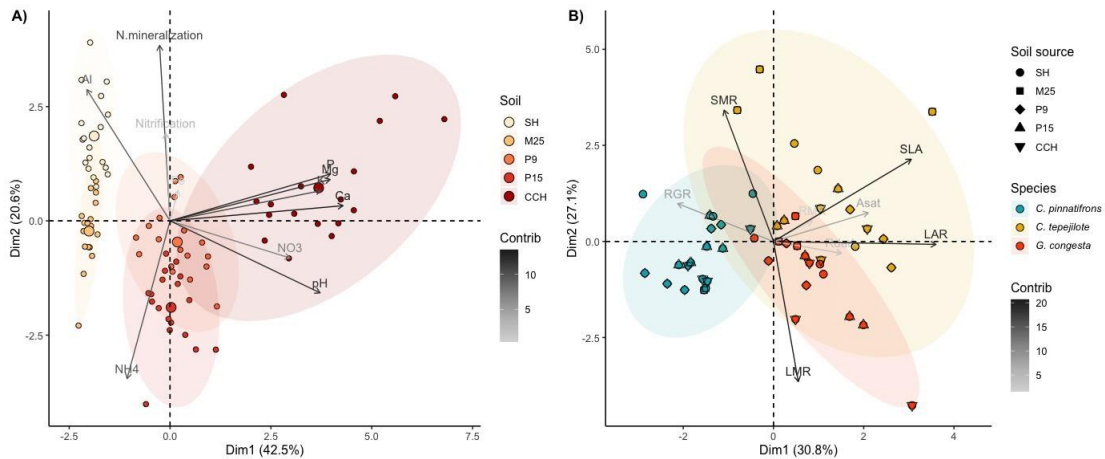 A)
N.mineralization
Al
Nitrification
P
Mg
Ca
NO3
pH
NH4
5.0
2.5
0.0
-2.5
-2.5
0.0
2.5
5.0
7.5
Dim1 (42.5%)
Dim2 (20.6%)
Soil
SH
M25
P9
P15
CCH
Contrib
10
5
B)
SMR
SLA
RGR
Asat
LAR
LMR
5.0
2.5
0.0
-2.5
-2
0
2
4
Dim1 (30.8%)
Dim2 (27.1%)
Soil source
SH
M25
P9
P15
CCH
Species
C. pinnatifrons
C. tepejilote
G. congesta
Contrib
20
15
10
5